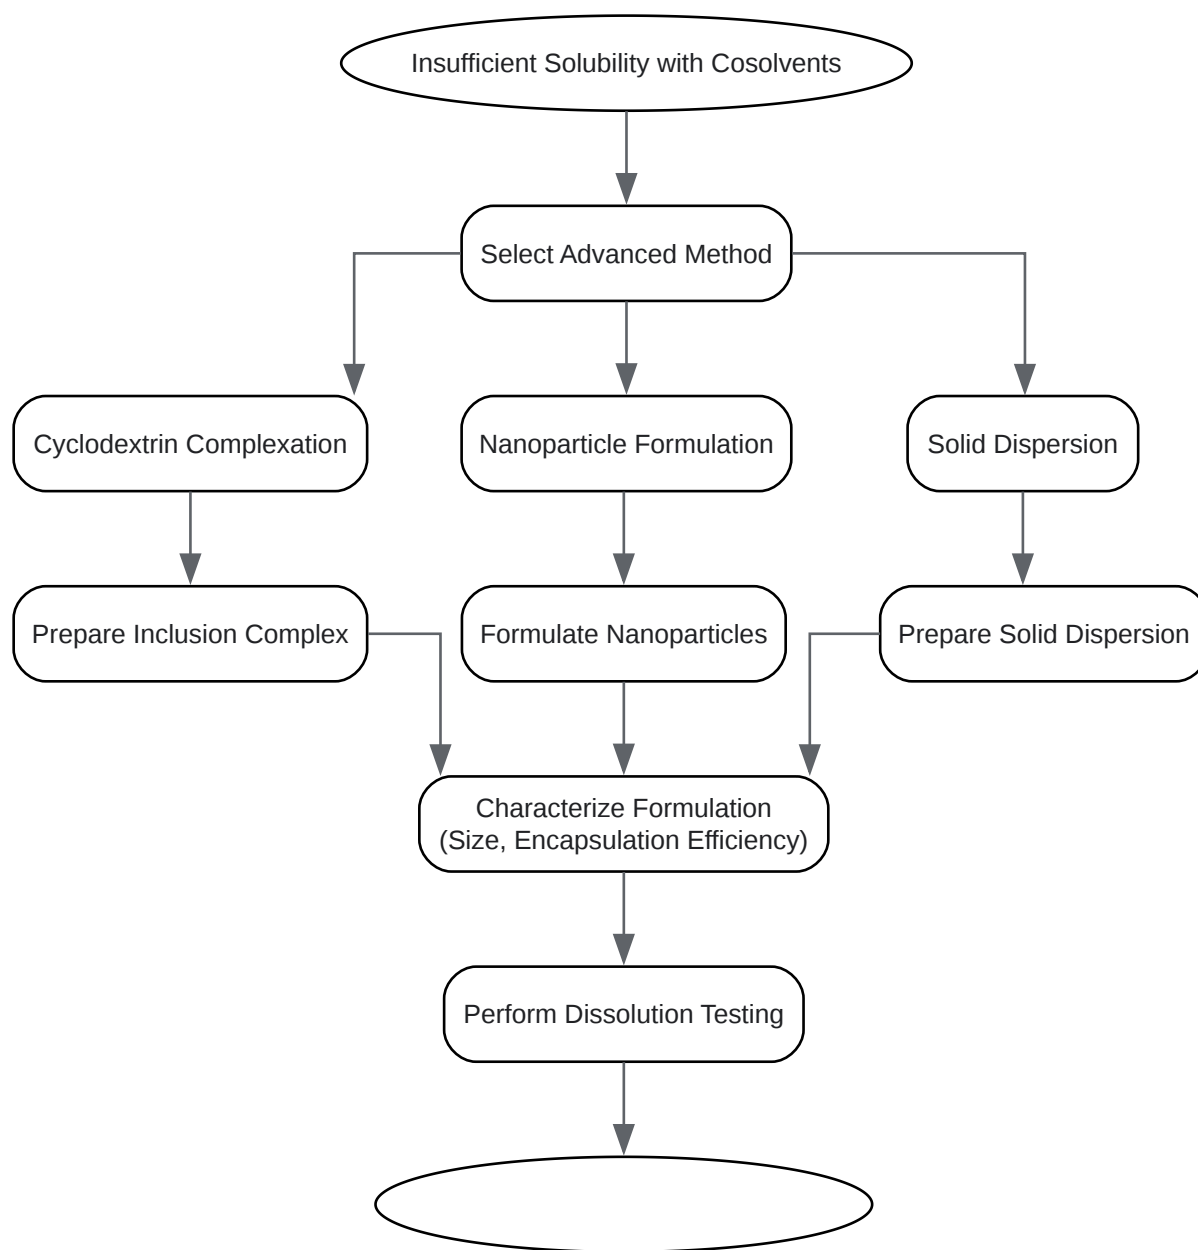 Insufficient Solubility with Cosolvents
Select Advanced Method
Cyclodextrin Complexation
Nanoparticle Formulation
Solid Dispersion
Prepare Inclusion Complex
Formulate Nanoparticles
Prepare Solid Dispersion
Characterize Formulation
(Size, Encapsulation Efficiency)
Perform Dissolution Testing